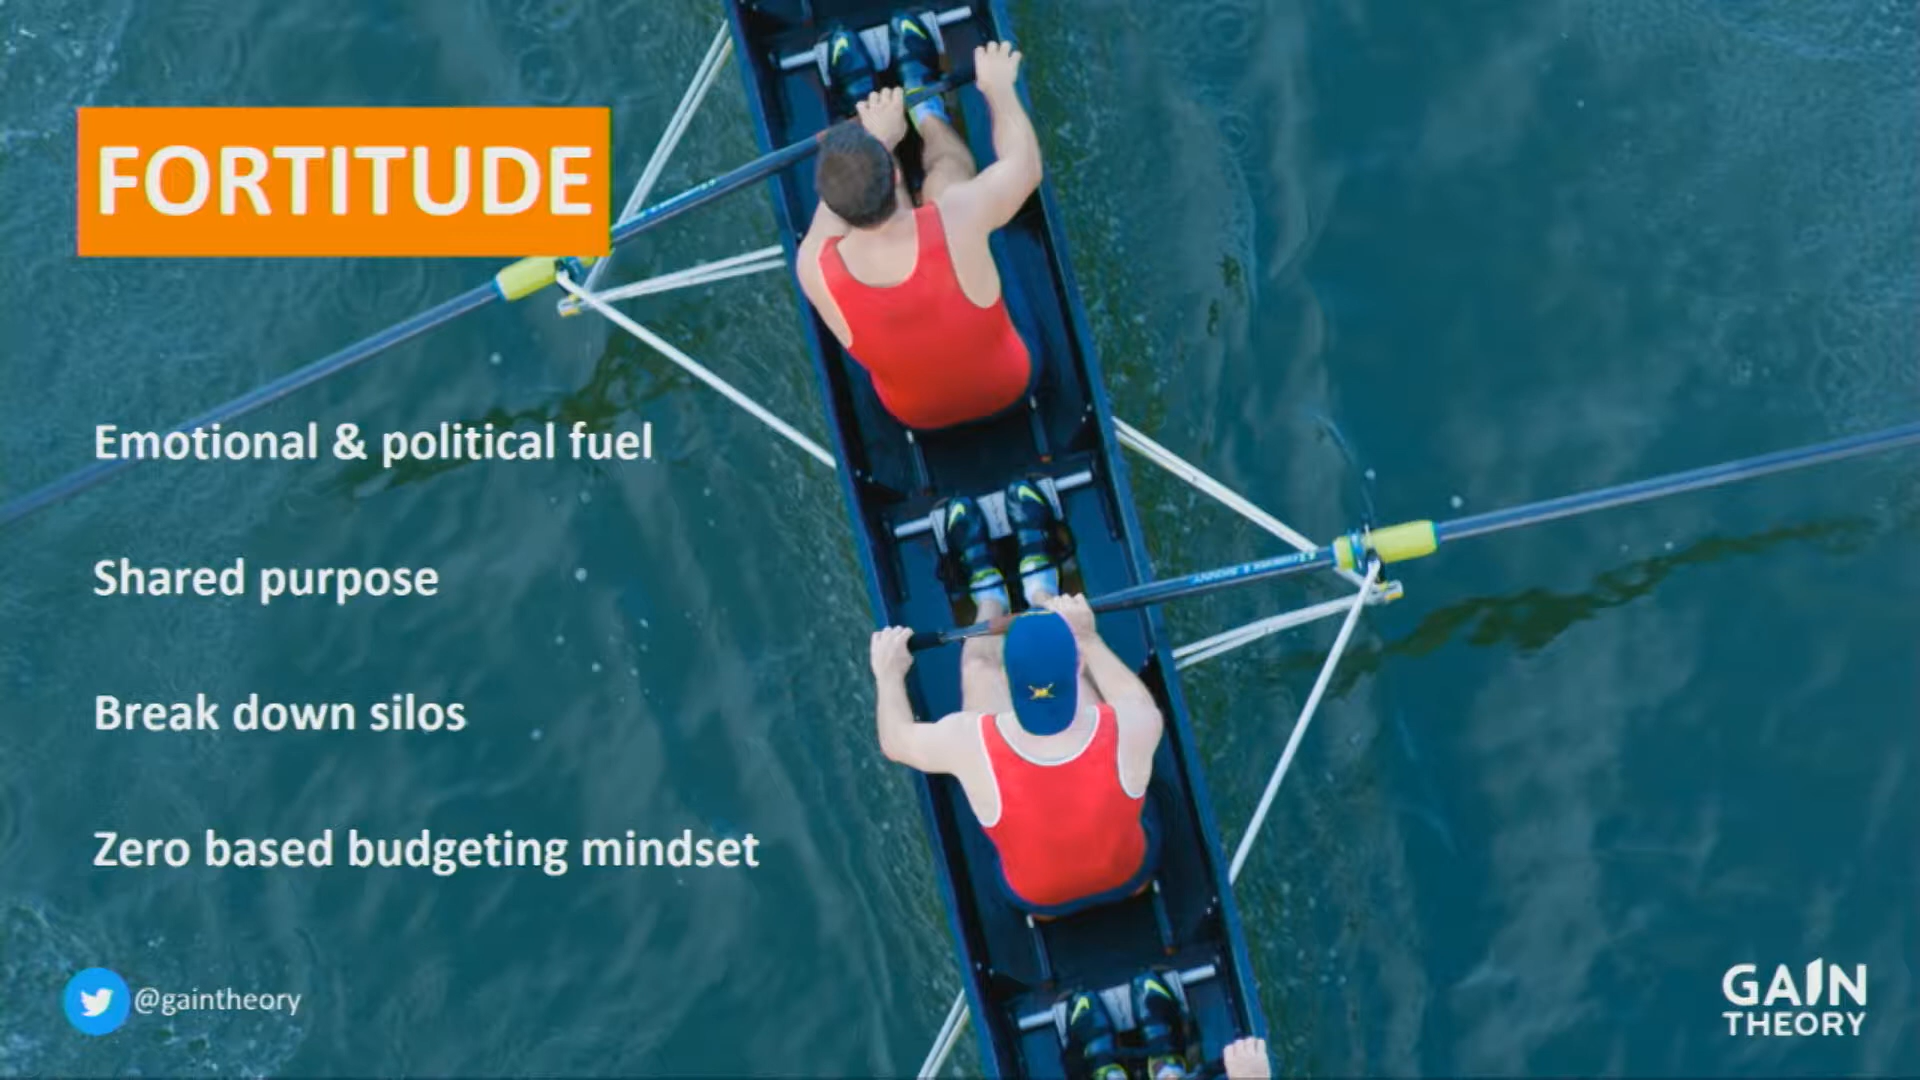 FORTITUDE
Emotional & political fuel
Shared purpose
Break down silos
Zero based budgeting mindset
@gaintheory
GAIN
THEORY